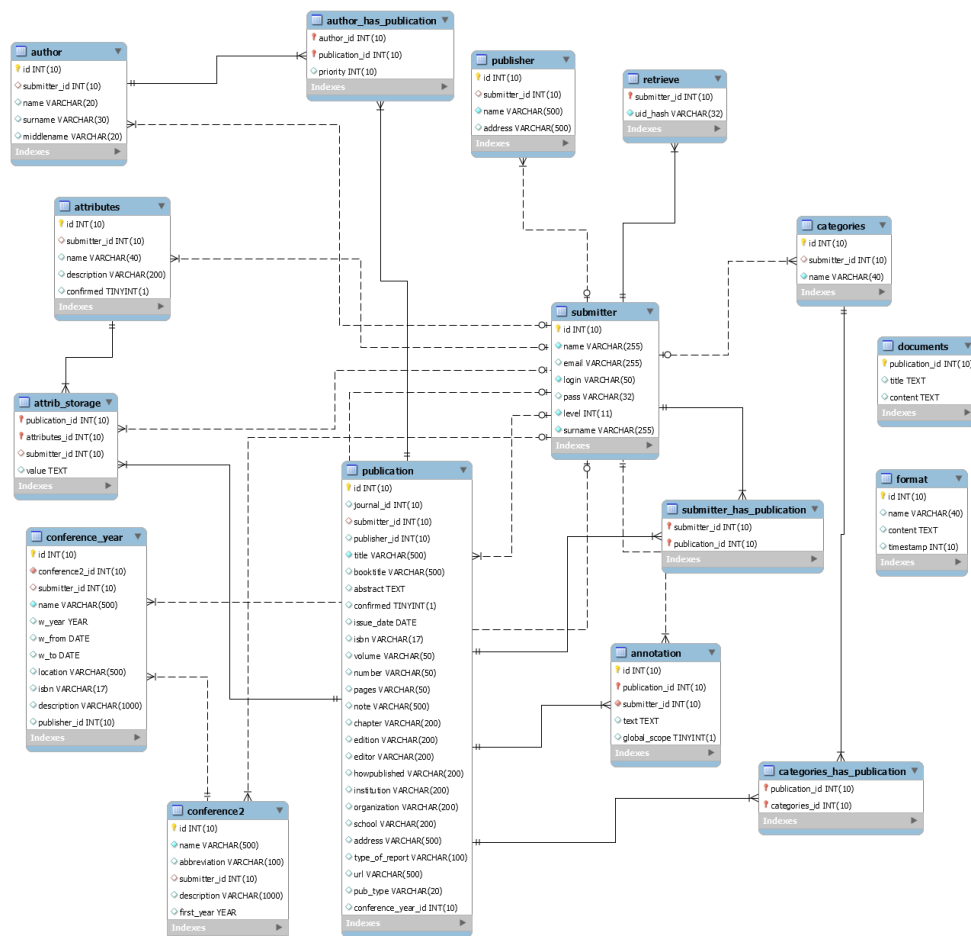 author_has_publication
author_id INT(10)
publication_id INT(10)
priority INT(10)
Indexes
author
id INT(10)
submitter_id INT(10)
name VARCHAR(20)
surname VARCHAR(30)
middlename VARCHAR(20)
Indexes
publisher
id INT(10)
submitter_id INT(10)
name VARCHAR(500)
address VARCHAR(500)
Indexes
retrieve
submitter_id INT(10)
uid_hash VARCHAR(32)
Indexes
attributes
id INT(10)
submitter_id INT(10)
name VARCHAR(40)
description VARCHAR(200)
confirmed TINYINT(1)
Indexes
categories
id INT(10)
submitter_id INT(10)
name VARCHAR(40)
Indexes
submitter
id INT(10)
name VARCHAR(255)
email VARCHAR(255)
login VARCHAR(50)
pass VARCHAR(32)
level INT(11)
surname VARCHAR(255)
Indexes
documents
publication_id INT(10)
title TEXT
content TEXT
Indexes
attrib_storage
publication_id INT(10)
attributes_id INT(10)
submitter_id INT(10)
value TEXT
Indexes
publication
id INT(10)
journal_id INT(10)
submitter_id INT(10)
publisher_id INT(10)
title VARCHAR(500)
booktitle VARCHAR(500)
abstract TEXT
confirmed TINYINT(1)
issue_date DATE
isbn VARCHAR(17)
volume VARCHAR(50)
number VARCHAR(50)
pages VARCHAR(50)
note VARCHAR(500)
chapter VARCHAR(200)
edition VARCHAR(200)
editor VARCHAR(200)
howpublished VARCHAR(200)
institution VARCHAR(200)
organization VARCHAR(200)
school VARCHAR(200)
address VARCHAR(500)
type_of_report VARCHAR(100)
url VARCHAR(500)
pub_type VARCHAR(20)
conference_year_id INT(10)
Indexes
format
id INT(10)
name VARCHAR(40)
content TEXT
timestamp INT(10)
Indexes
submitter_has_publication
submitter_id INT(10)
publication_id INT(10)
Indexes
conference_year
id INT(10)
conference2_id INT(10)
submitter_id INT(10)
name VARCHAR(500)
w_year YEAR
w_from DATE
w_to DATE
location VARCHAR(500)
isbn VARCHAR(17)
description VARCHAR(1000)
publisher_id INT(10)
Indexes
annotation
id INT(10)
publication_id INT(10)
submitter_id INT(10)
text TEXT
global_scope TINYINT(1)
Indexes
categories_has_publication
publication_id INT(10)
categories_id INT(10)
Indexes
conference2
id INT(10)
name VARCHAR(500)
abbreviation VARCHAR(100)
submitter_id INT(10)
description VARCHAR(1000)
first_year YEAR
Indexes